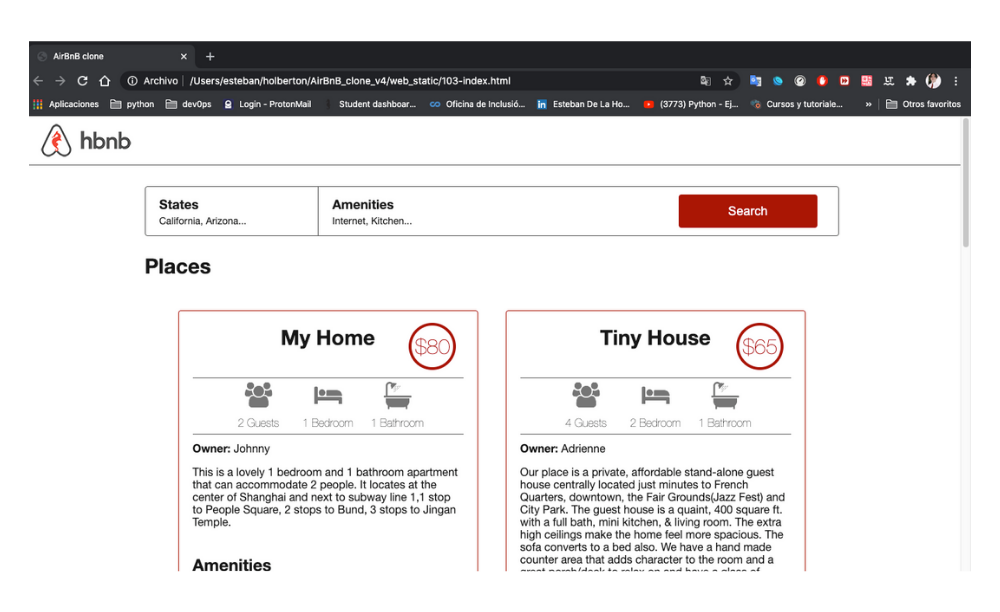 AirBnB clone
Archivo | /Users/esteban/holberton/AirBnB_clone_v4/web_static/103-index.html
Aplicaciones python dev0ps Login - ProtonMail Student dashboar... Oficina de Inclusió... Esteban De La Ho... (3773) Python - Ej... Cursos y tutoriale... » Otros favoritos
hbnb
States
California, Arizona...
Amenities
Internet, Kitchen...
Search
Places
My Home
$80
2 Guests 1 Bedroom 1 Bathroom
Owner: Johnny
This is a lovely 1 bedroom and 1 bathroom apartment
that can accommodate 2 people. It locates at the
center of Shanghai and next to subway line 1,1 stop
to People Square, 2 stops to Bund, 3 stops to Jingan
Temple.
Amenities
Tiny House
$65
4 Guests 2 Bedroom 1 Bathroom
Owner: Adrienne
Our place is a private, affordable stand-alone guest
house centrally located just minutes to French
Quarters, downtown, the Fair Grounds(Jazz Fest) and
City Park. The guest house is a quaint, 400 square ft.
with a full bath, mini kitchen, & living room. The extra
high ceilings make the home feel more spacious. The
sofa converts to a bed also. We have a hand made
counter area that adds character to the room and a